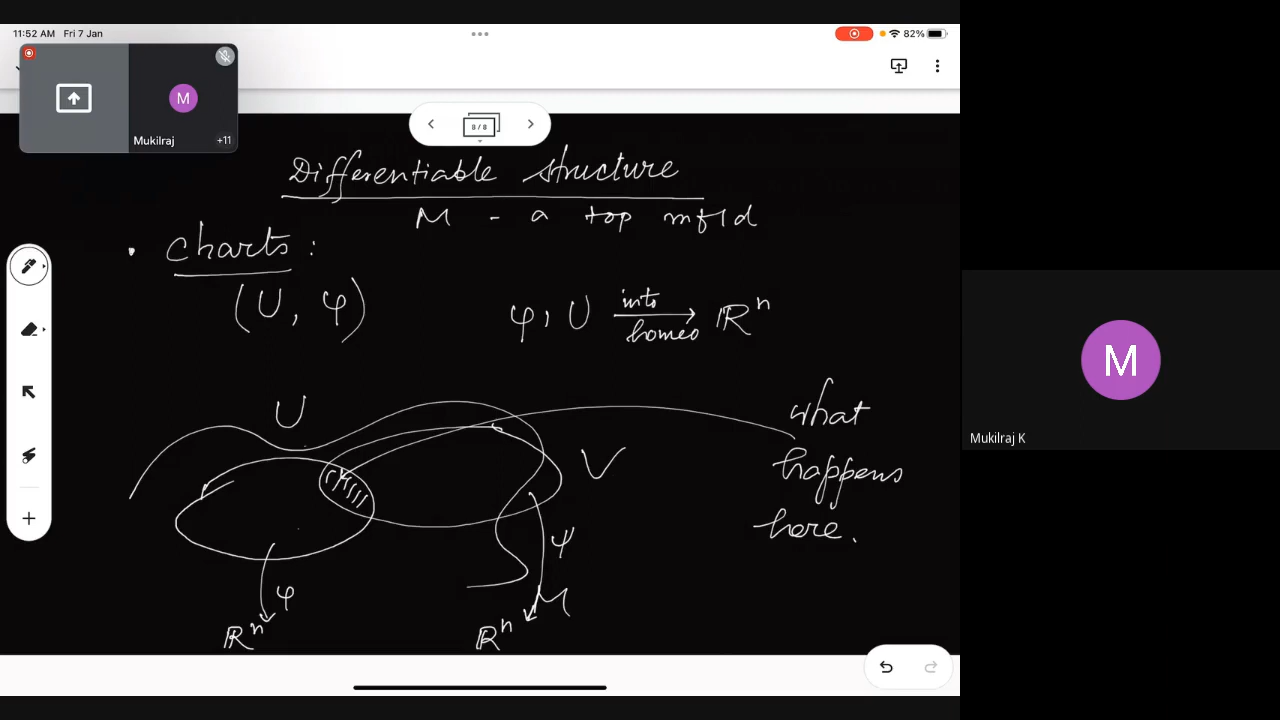 11:52 AM Fri 7 Jan
82%
M
Mukilraj +11
8/8
Differentiable structure
M - a top mfld
• Charts :
(U, φ) φ : U into homeo → ℝⁿ
U
V
what
happens
here.
φ
ψ
M
ℝⁿ
ℝⁿ
M
Mukilraj K